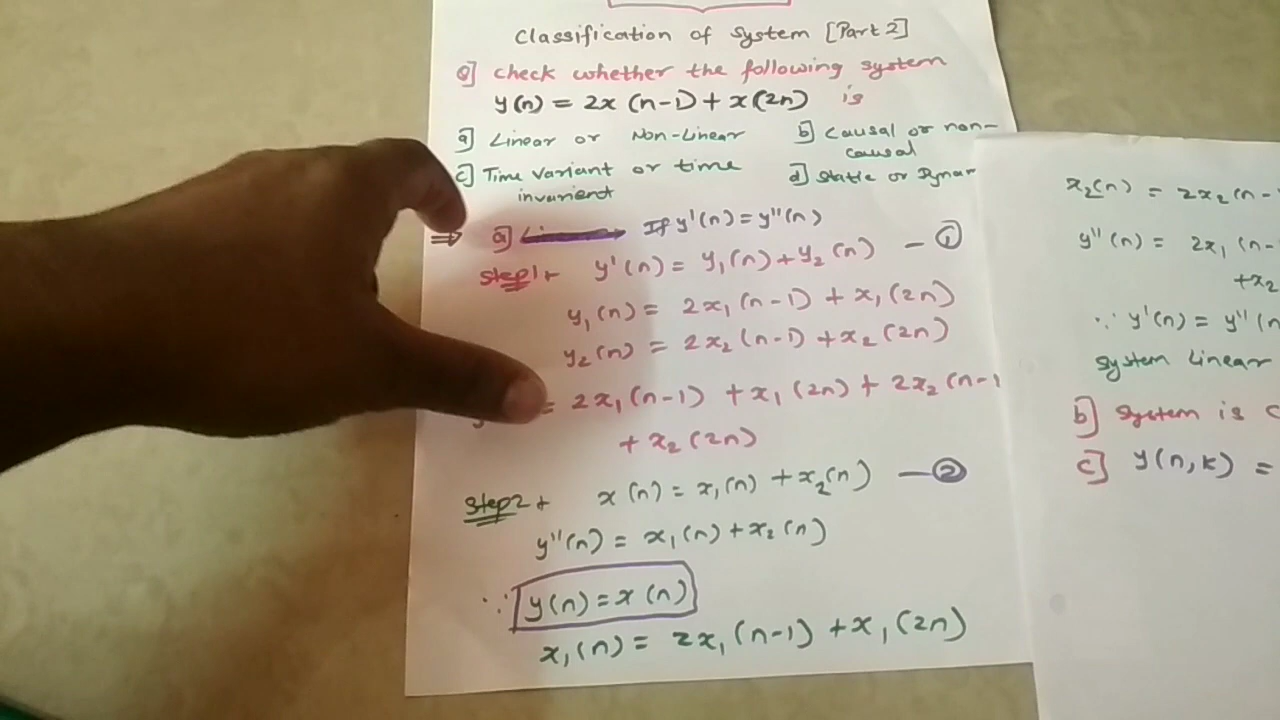 Classification of System [Part 2]
Q] check whether the following system
y(n) = 2x (n-1) + x(2n) is
a] Linear or Non-Linear
b] Causal or non-
causal
c] Time Variant or time
invarient
d] Static or Dynam
⇒ a] If y'(n) = y''(n)
Step1+ y'(n) = y₁(n) + y₂(n) - ①
y₁(n) = 2x₁(n-1) + x₁(2n)
y₂(n) = 2x₂(n-1) + x₂(2n)
= 2x₁(n-1) + x₁(2n) + 2x₂(n-1
+ x₂(2n)
Step2+ x(n) = x₁(n) + x₂(n) - ②
y''(n) = x₁(n) + x₂(n)
∵ y(n) = x(n)
x₁(n) = 2x₁(n-1) + x₁(2n)
x₂(n) = 2x₂(n-
y''(n) = 2x₁(n-
+x₂
∵ y'(n) = y''(n
System Linear
b] System is C
c] y(n,k) =